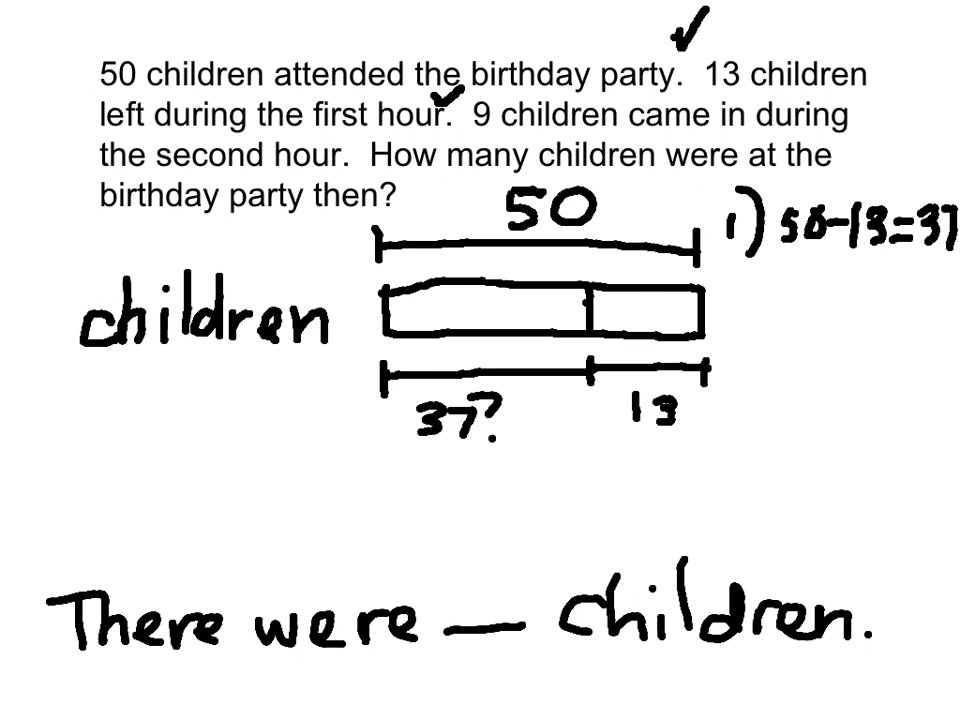 50 children attended the birthday party.  13 children
left during the first hour.  9 children came in during
the second hour.  How many children were at the
birthday party then?
50
1) 50-13=37
children
37?
13
There were __ children.